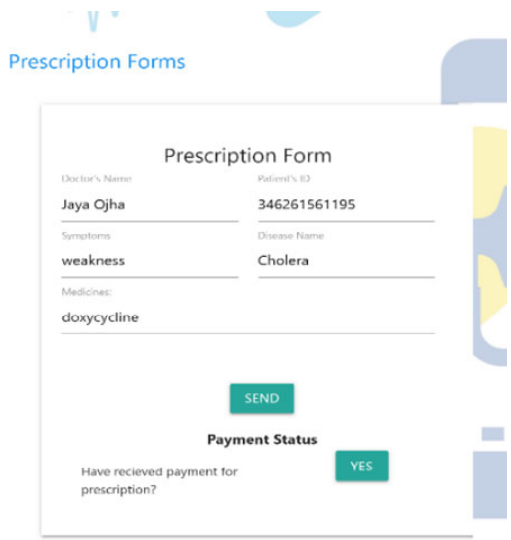 Prescription Forms
Prescription Form
Doctor's Name
Patient's ID
Jaya Ojha
346261561195
Symptoms
Disease Name
weakness
Cholera
Medicines:
doxycycline
SEND
Payment Status
Have recieved payment for
prescription?
YES